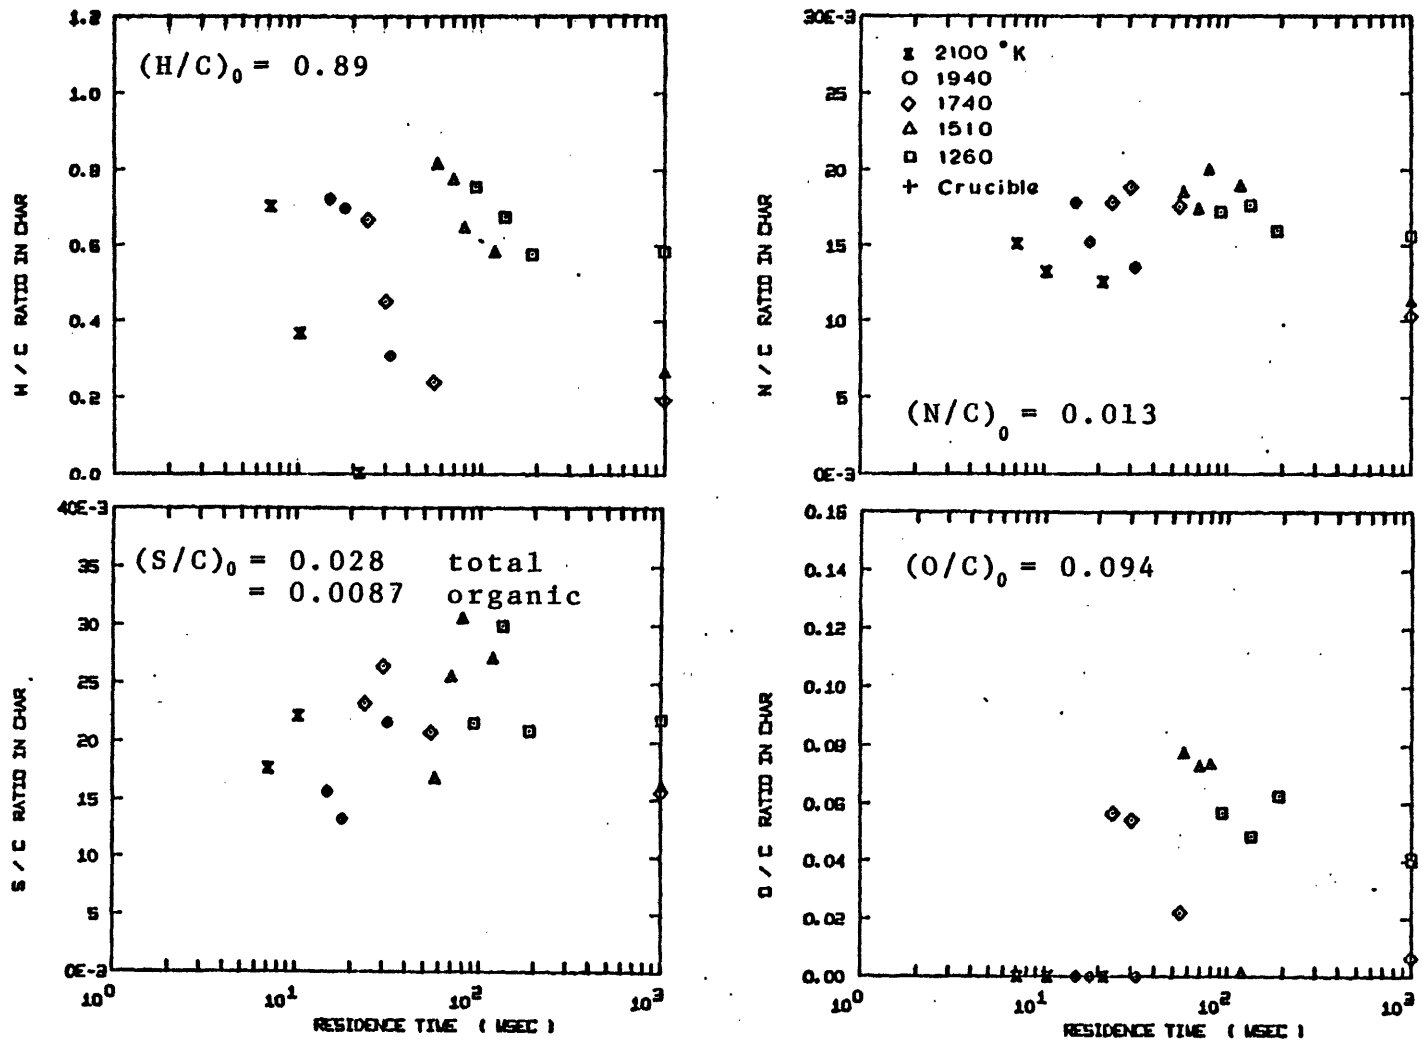 1.2
1.0
0.8
0.6
0.4
0.2
0.0
H / C RATIO IN CHAR
(H/C)0 = 0.89
30E-3
25
20
15
10
5
0E-3
N / C RATIO IN CHAR
2100 °K
1940
1740
1510
1260
Crucible
(N/C)0 = 0.013
40E-3
35
30
25
20
15
10
5
0E-3
S / C RATIO IN CHAR
(S/C)0 = 0.028 total
= 0.0087 organic
10^0 10^1 10^2 10^3
RESIDENCE TIME ( MSEC )
0.16
0.14
0.12
0.10
0.08
0.06
0.04
0.02
0.00
O / C RATIO IN CHAR
(O/C)0 = 0.094
10^0 10^1 10^2 10^3
RESIDENCE TIME ( MSEC )